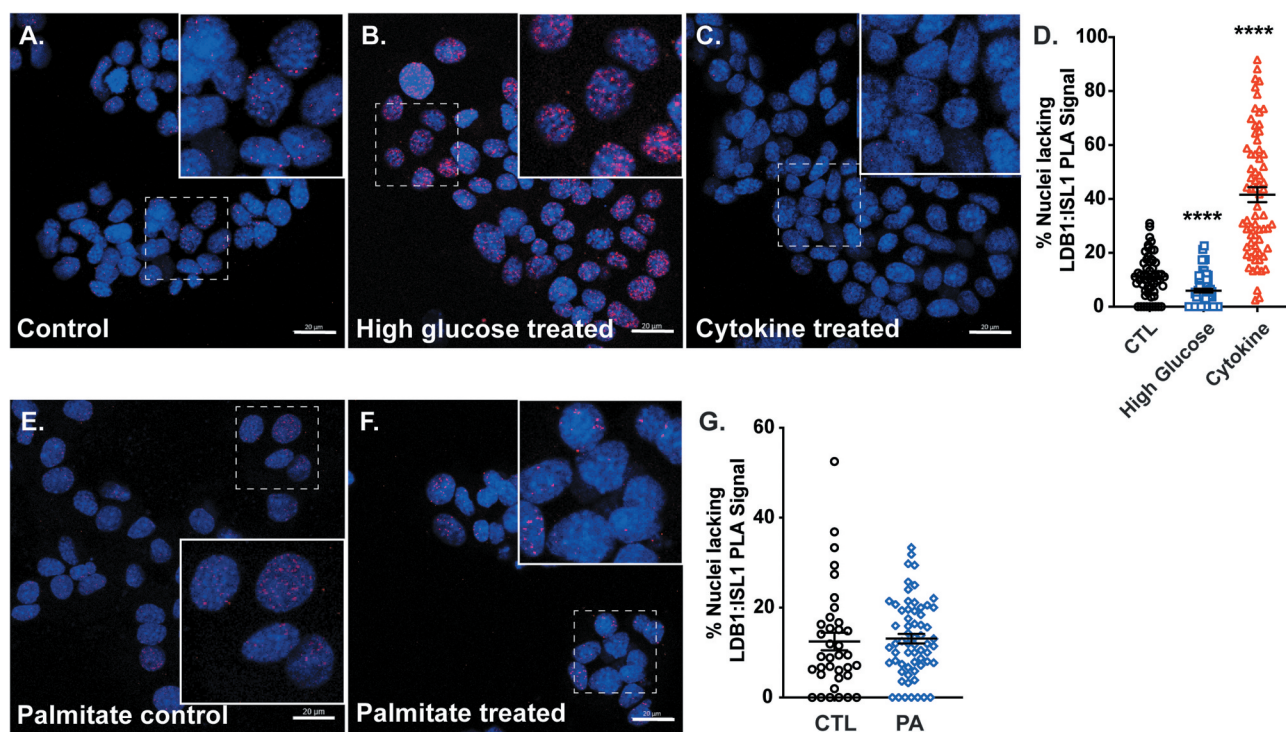 A.
Control
20 μm
B.
High glucose treated
20 μm
C.
Cytokine treated
20 μm
D.
% Nuclei lacking
LDB1:ISL1 PLA Signal
100
80
60
40
20
0
****
****
CTL
High Glucose
Cytokine
E.
Palmitate control
20 μm
F.
Palmitate treated
20 μm
G.
% Nuclei lacking
LDB1:ISL1 PLA Signal
60
40
20
0
CTL
PA